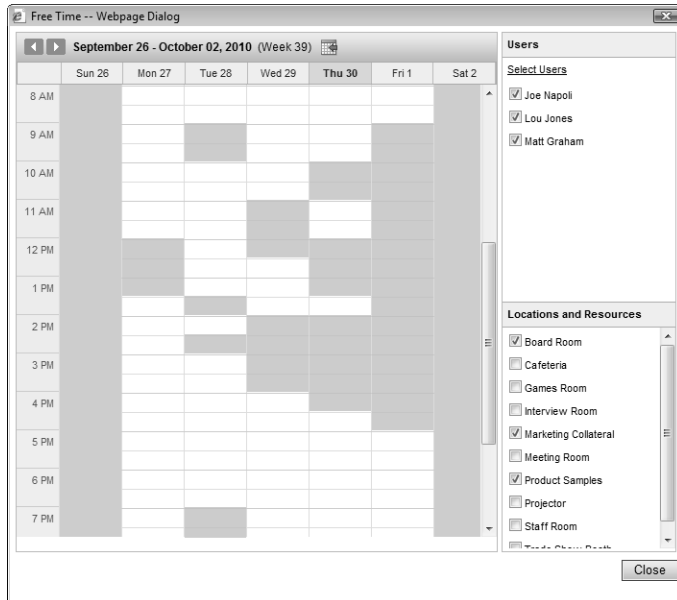 Free Time -- Webpage Dialog
September 26 - October 02, 2010 (Week 39)
Sun 26 Mon 27 Tue 28 Wed 29 Thu 30 Fri 1 Sat 2
8 AM
9 AM
10 AM
11 AM
12 PM
1 PM
2 PM
3 PM
4 PM
5 PM
6 PM
7 PM
Users
Select Users
Joe Napoli
Lou Jones
Matt Graham
Locations and Resources
Board Room
Cafeteria
Games Room
Interview Room
Marketing Collateral
Meeting Room
Product Samples
Projector
Staff Room
Trade Show Booth
Close